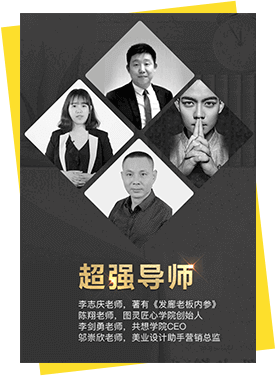 超强导师
李志庆老师，著有《发廊老板内参》
陈翔老师，图灵匠心学院创始人
李剑勇老师，共想学院CEO
邬崇欣老师，美业设计助手营销总监